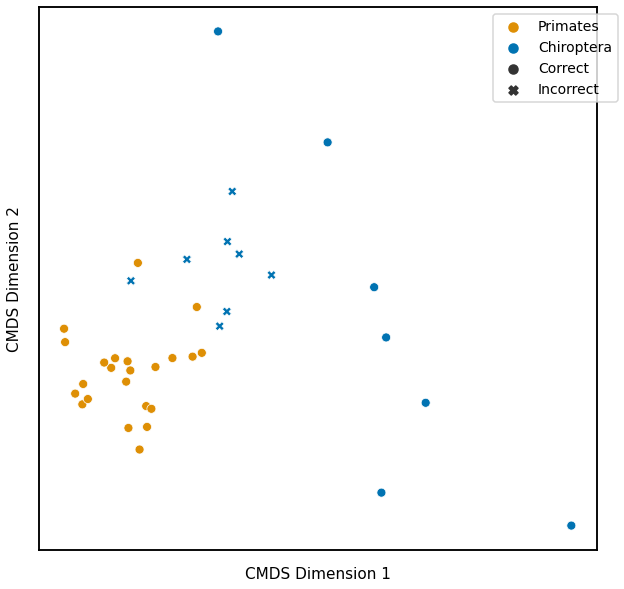 Primates
Chiroptera
Correct
Incorrect
CMDS Dimension 2
CMDS Dimension 1